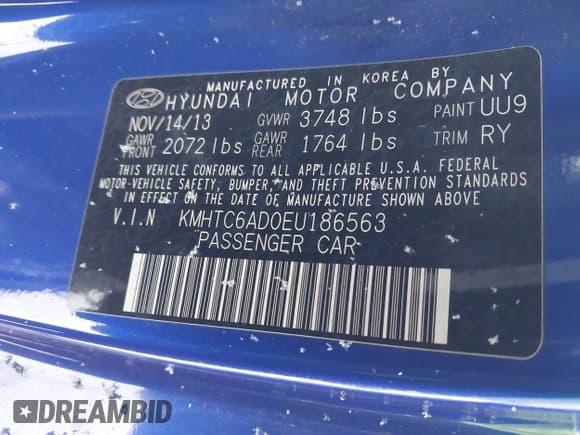 MANUFACTURED IN KOREA BY
HYUNDAI MOTOR COMPANY
NOV/14/13 GVWR 3748 lbs PAINT UU9
GAWR FRONT 2072 lbs GAWR REAR 1764 lbs TRIM RY
THIS VEHICLE CONFORMS TO ALL APPLICABLE U.S.A. FEDERAL
MOTOR-VEHICLE SAFETY, BUMPER, AND THEFT PREVENTION STANDARDS
IN EFFECT ON THE DATE OF MANUFACTURE SHOWN ABOVE
V.I.N KMHTC6AD0EU186563
PASSENGER CAR
DREAMBID